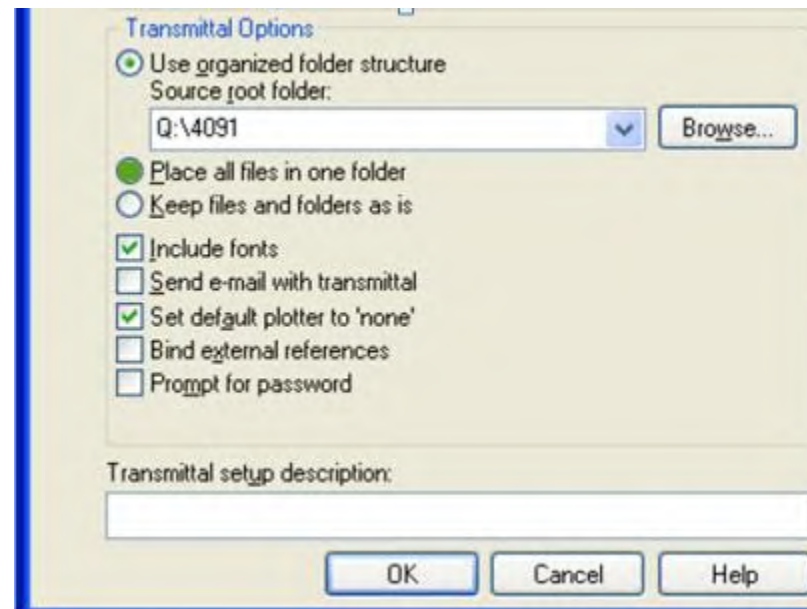 Transmittal Options
Use organized folder structure
Source root folder:
Q:\4091
Browse...
Place all files in one folder
Keep files and folders as is
Include fonts
Send e-mail with transmittal
Set default plotter to 'none'
Bind external references
Prompt for password
Transmittal setup description:
OK Cancel Help